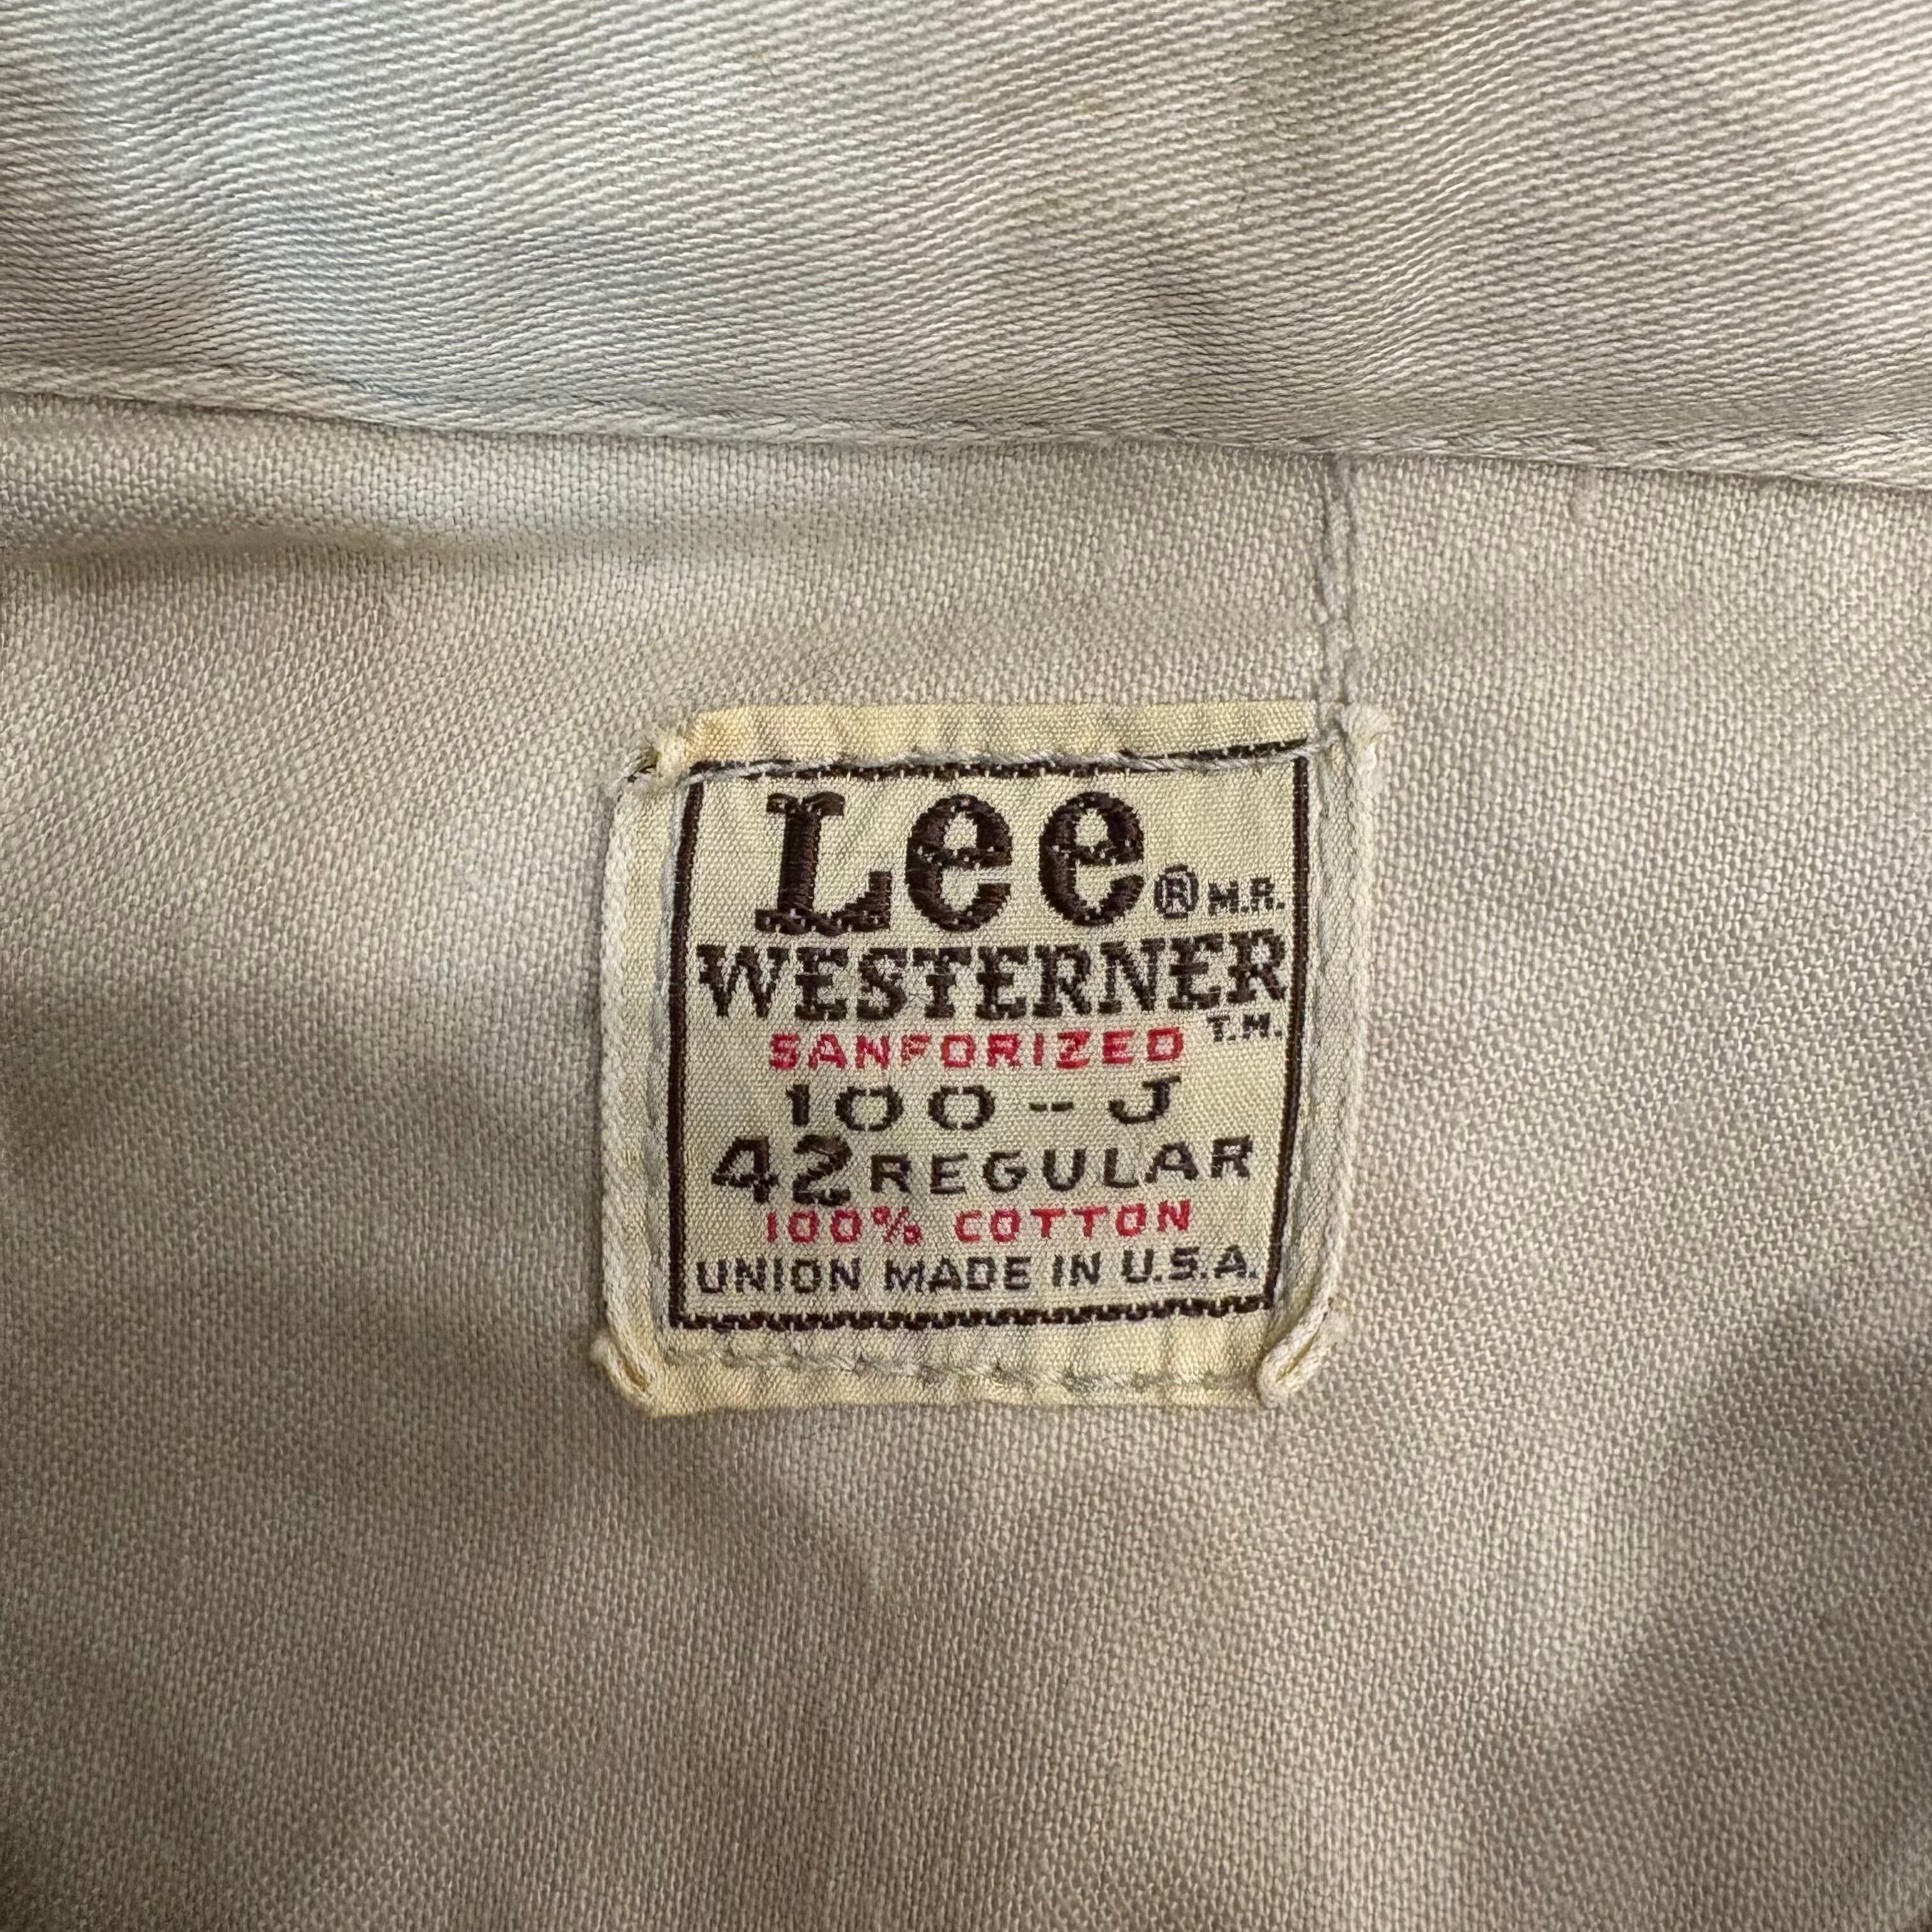 Lee® M.R.
WESTERNER
T.M.
SANFORIZED
100-J
42 REGULAR
100% COTTON
UNION MADE IN U.S.A.